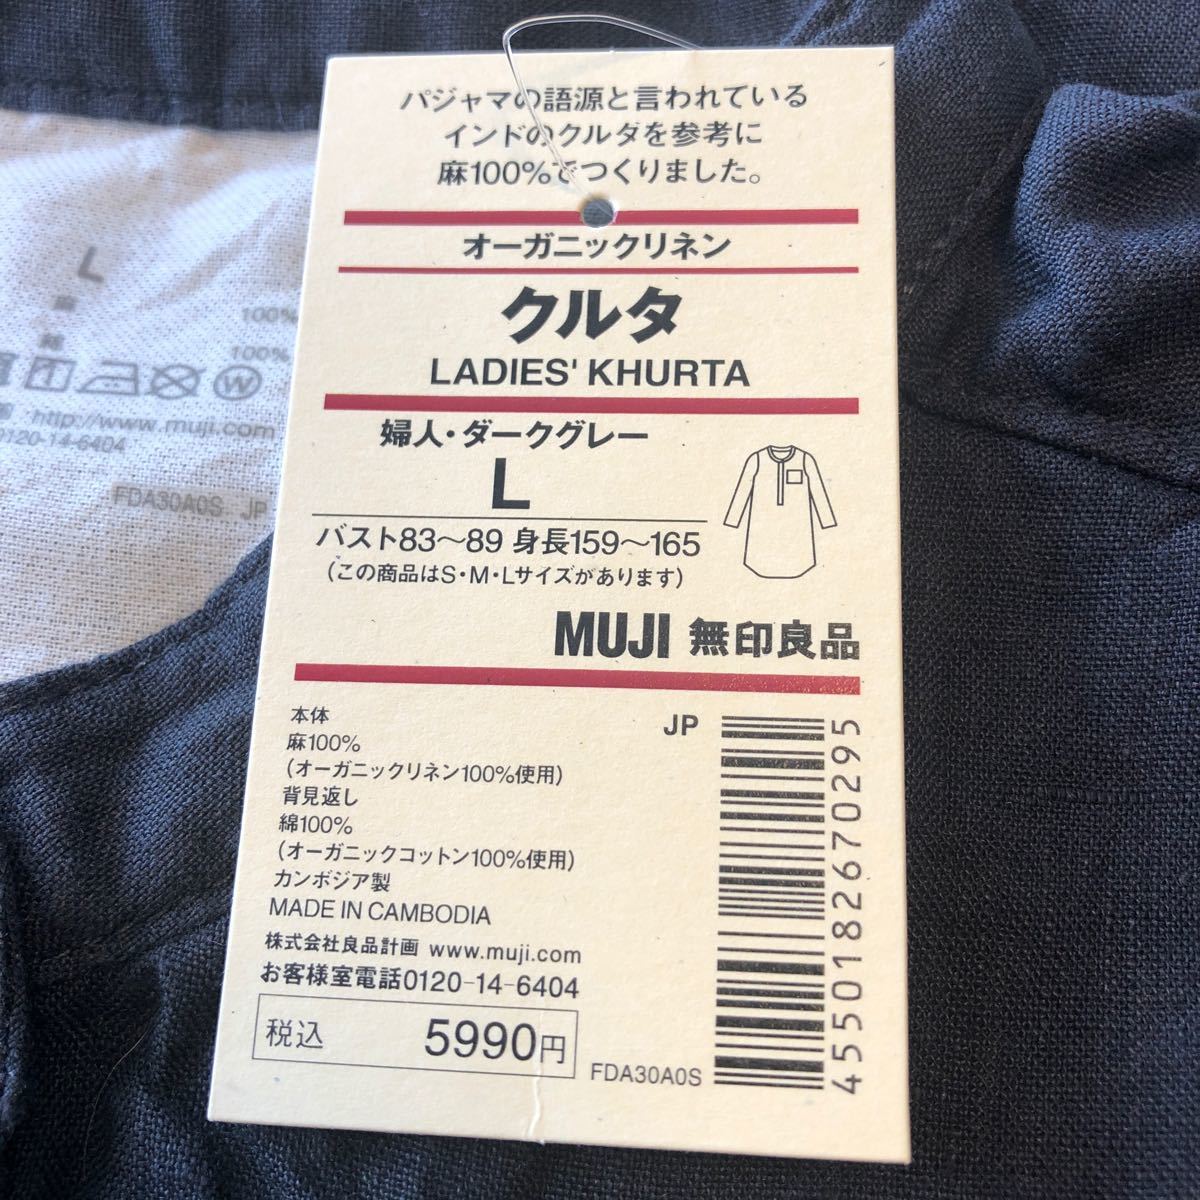 パジャマの語源と言われている
インドのクルダを参考に
麻100%でつくりました。
オーガニックリネン
クルタ
LADIES' KHURTA
婦人・ダークグレー
L
バスト83〜89 身長159〜165
(この商品はS・M・Lサイズがあります)
MUJI 無印良品
本体
麻100%
(オーガニックリネン100%使用)
背見返し
綿100%
(オーガニックコットン100%使用)
カンボジア製
MADE IN CAMBODIA
株式会社良品計画 www.muji.com
お客様室電話0120-14-6404
税込 5990円
FDA30A0S
JP
4550182670295
L
100%
100%
W
:http://www.muji.com
0120-14-6404
FDA30A0S JP